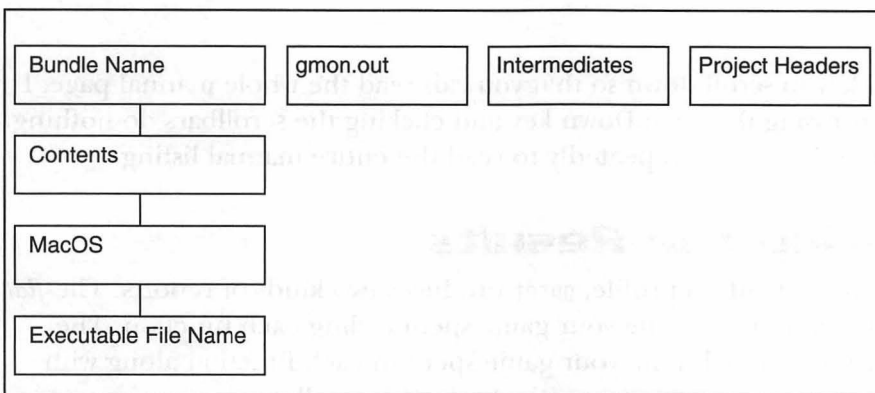 Bundle Name
gmon.out
Intermediates
Project Headers
Contents
MacOS
Executable File Name